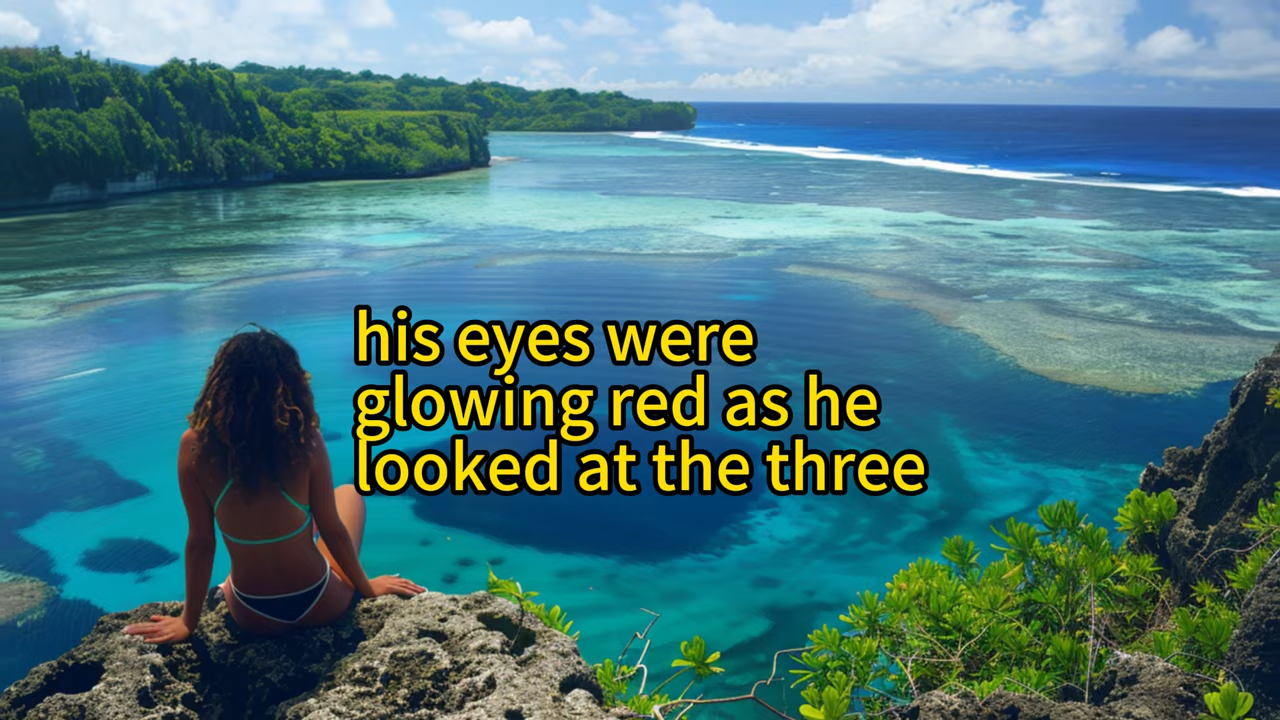 his eyes were
glowing red as he
looked at the three